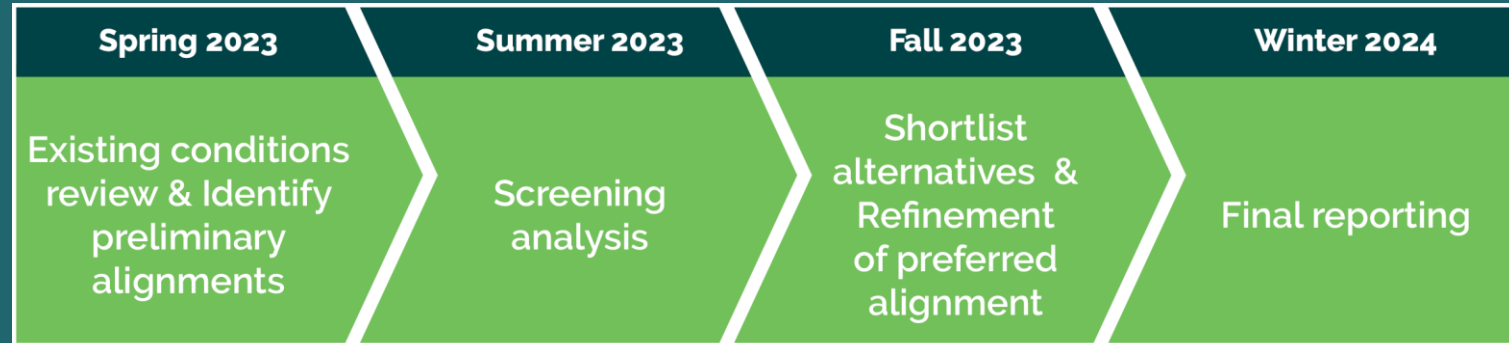 Spring 2023
Existing conditions
review & Identify
preliminary
alignments
Summer 2023
Screening
analysis
Fall 2023
Shortlist
alternatives &
Refinement
of preferred
alignment
Winter 2024
Final reporting